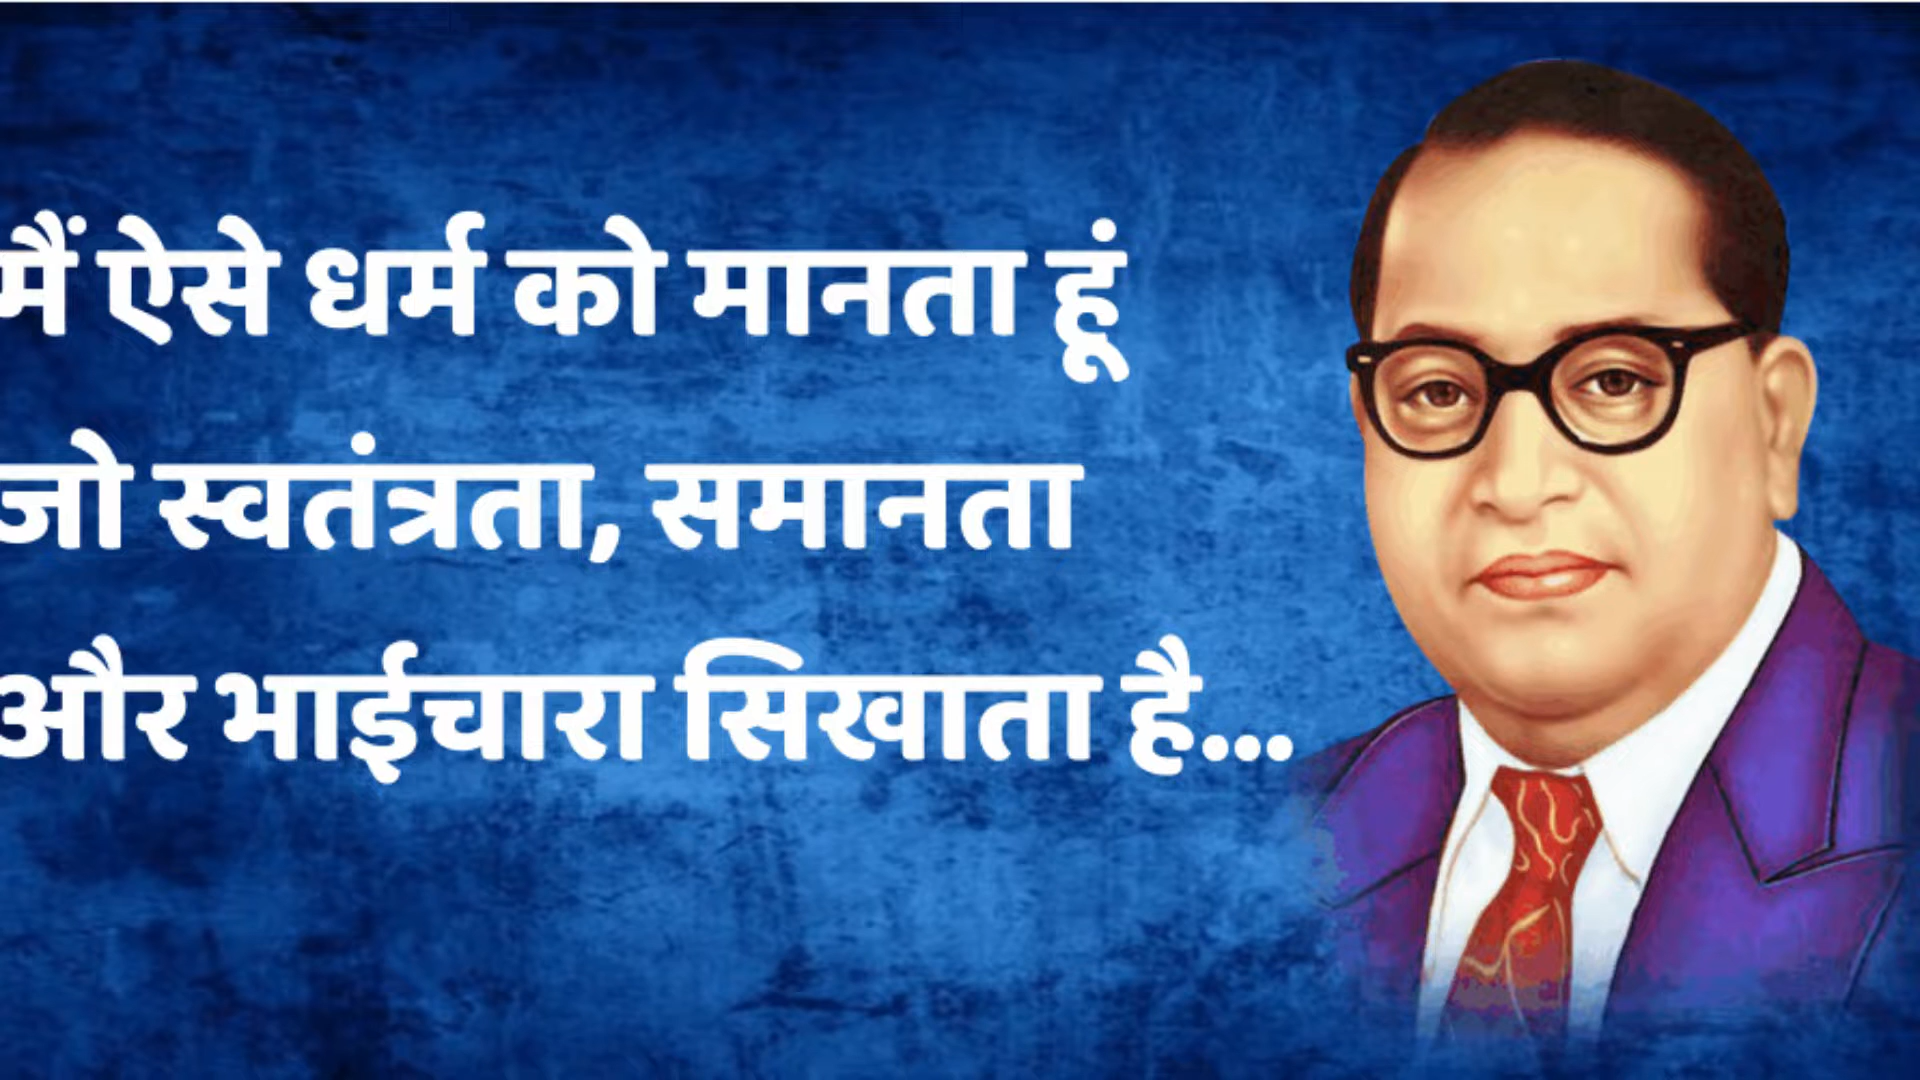 मैं ऐसे धर्म को मानता हूं
जो स्वतंत्रता, समानता
और भाईचारा सिखाता है...